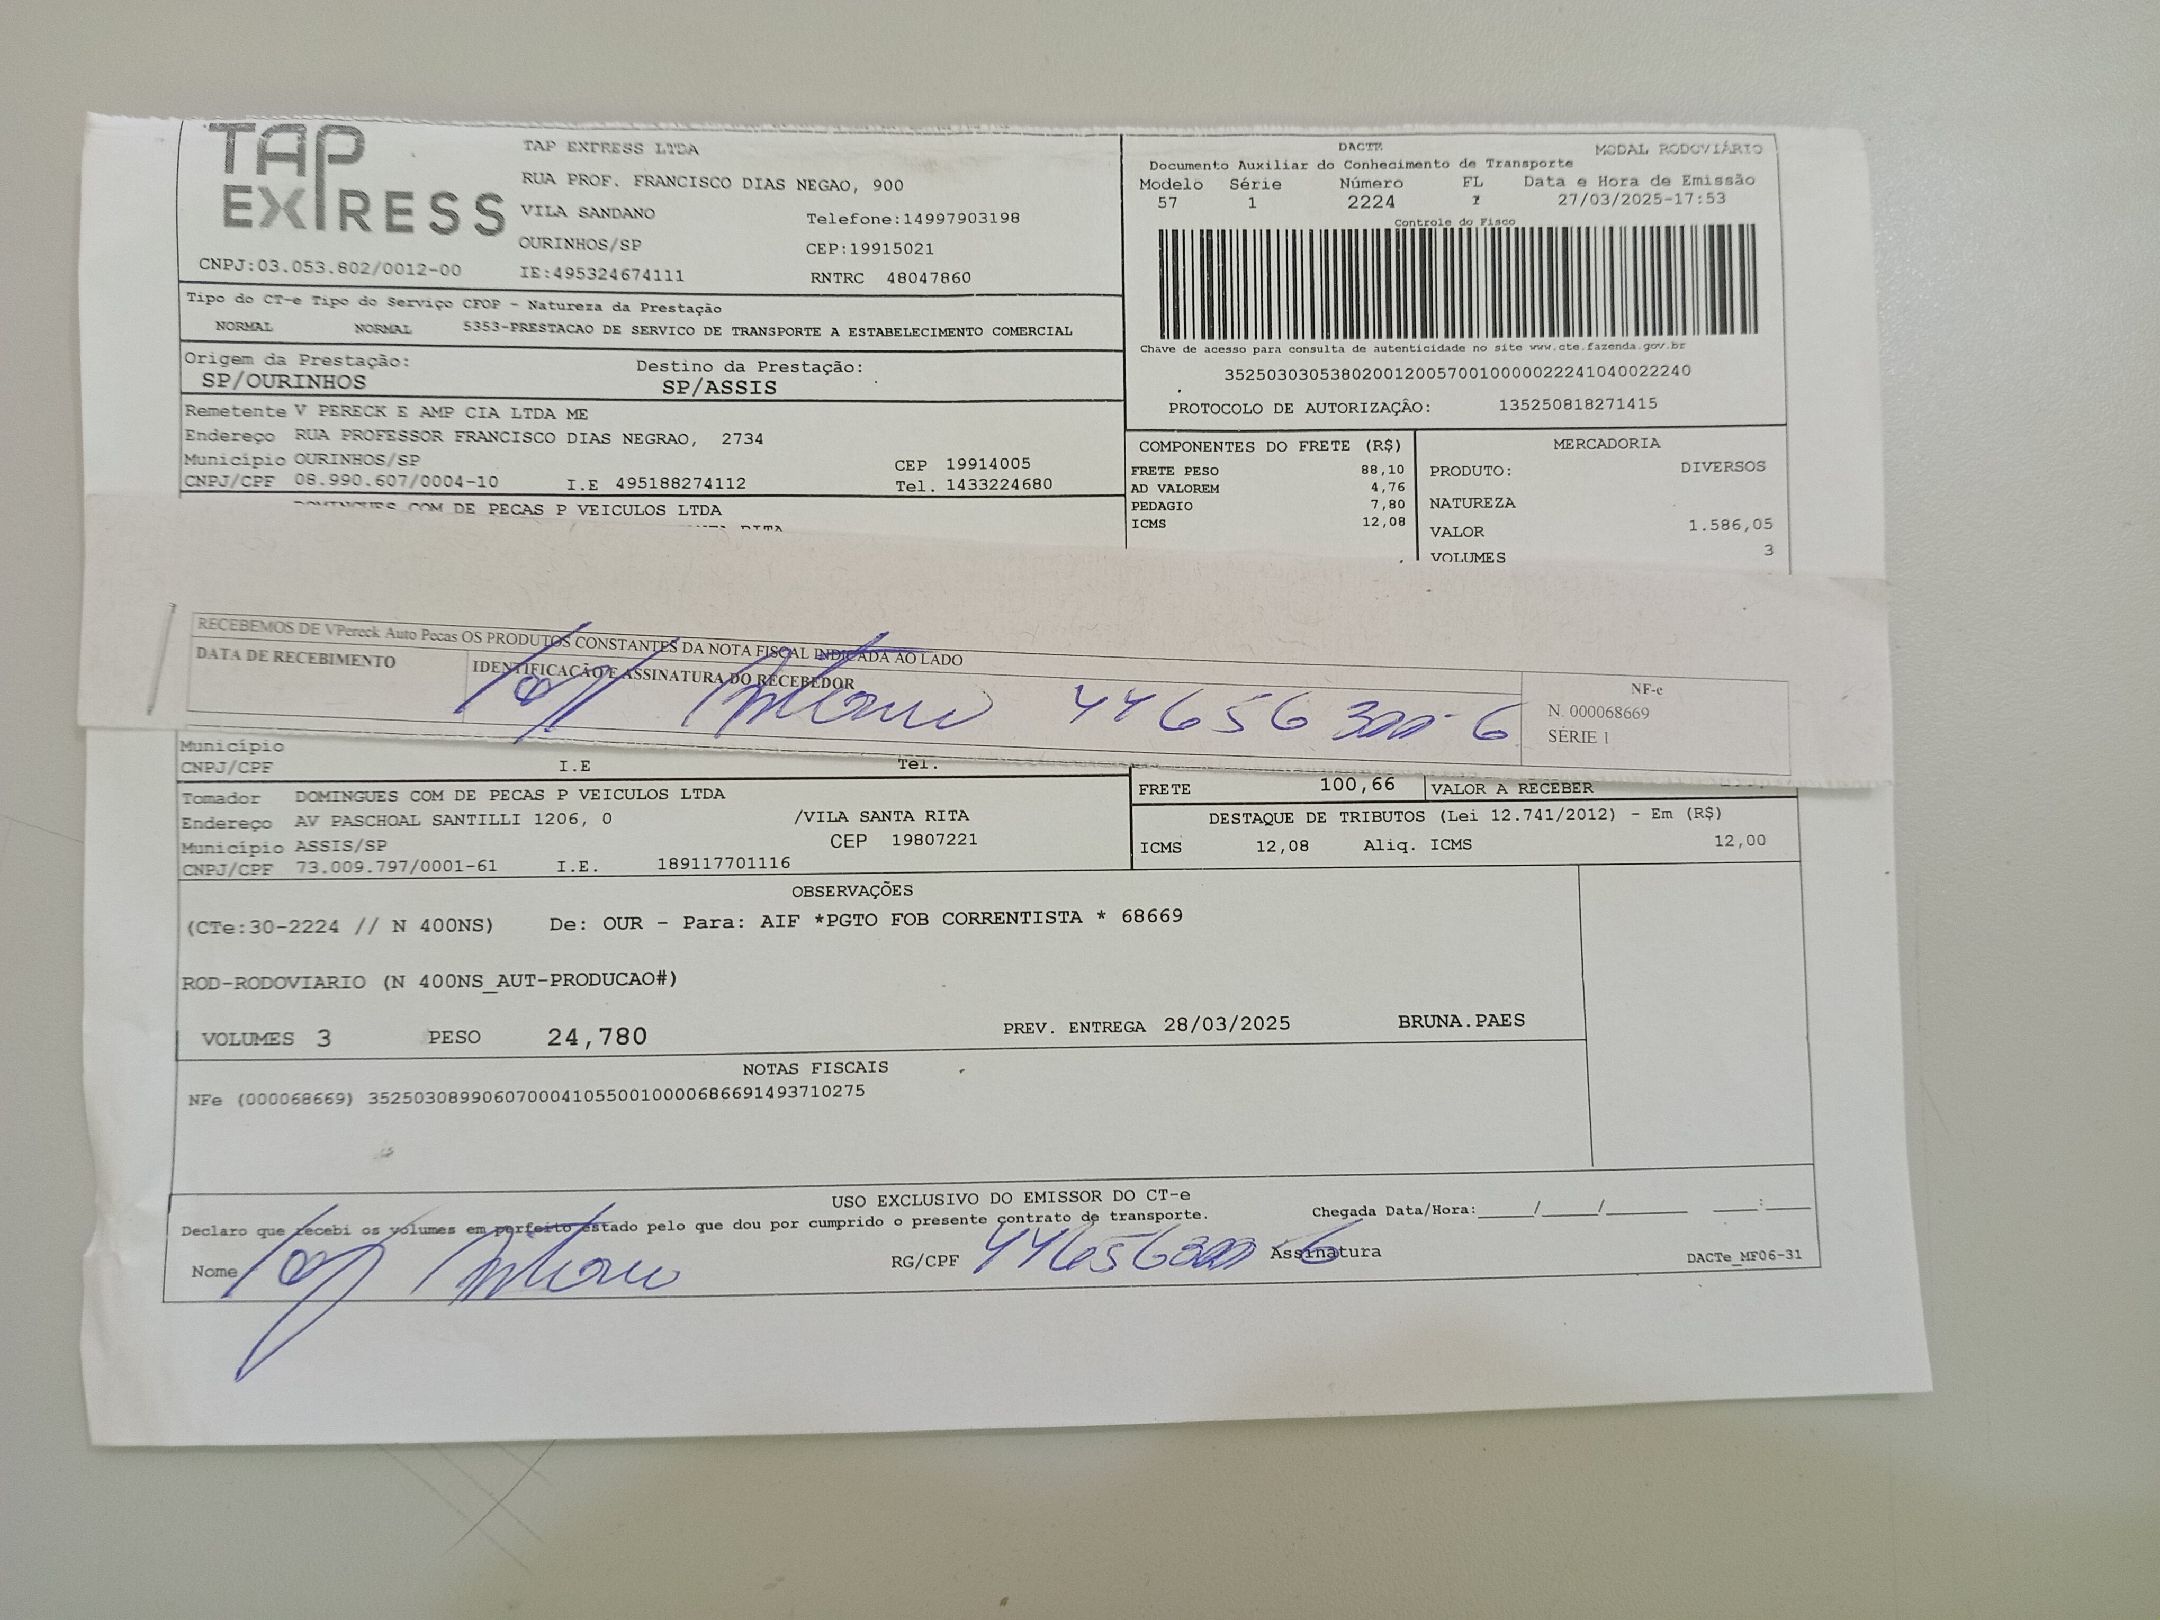 TAP EXPRESS
TAP EXPRESS LTDA
RUA PROF. FRANCISCO DIAS NEGAO, 900
VILA SANDANO Telefone:14997903198
OURINHOS/SP CEP:19915021
CNPJ:03.053.802/0012-00 IE:495324674111 RNTRC 48047860
DACTE MODAL RODOVIÁRIO
Documento Auxiliar do Conhecimento de Transporte
Modelo Série Número FL Data e Hora de Emissão
57 1 2224 1 27/03/2025-17:53
Controle do Fisco
Chave de acesso para consulta de autenticidade no site www.cte.fazenda.gov.br
35250303053802001200570010000022241040022240
PROTOCOLO DE AUTORIZAÇÃO: 135250818271415
Tipo do CT-e Tipo do Serviço CFOP - Natureza da Prestação
NORMAL NORMAL 5353-PRESTACAO DE SERVICO DE TRANSPORTE A ESTABELECIMENTO COMERCIAL
Origem da Prestação: Destino da Prestação:
SP/OURINHOS SP/ASSIS
Remetente V PERECK E AMP CIA LTDA ME
Endereço RUA PROFESSOR FRANCISCO DIAS NEGRAO, 2734
Município OURINHOS/SP CEP 19914005
CNPJ/CPF 08.990.607/0004-10 I.E 495188274112 Tel. 1433224680
DOMINGUES COM DE PECAS P VEICULOS LTDA
COMPONENTES DO FRETE (R$) MERCADORIA
FRETE PESO 88,10 PRODUTO: DIVERSOS
AD VALOREM 4,76
PEDAGIO 7,80 NATUREZA
ICMS 12,08 VALOR 1.586,05
VOLUMES 3
RECEBEMOS DE VPereck Auto Pecas OS PRODUTOS CONSTANTES DA NOTA FISCAL INDICADA AO LADO
DATA DE RECEBIMENTO IDENTIFICAÇÃO E ASSINATURA DO RECEBEDOR
NF-e
N. 000068669
SÉRIE 1
Município
CNPJ/CPF I.E Tel.
Tomador DOMINGUES COM DE PECAS P VEICULOS LTDA
Endereço AV PASCHOAL SANTILLI 1206, 0 /VILA SANTA RITA
Município ASSIS/SP CEP 19807221
CNPJ/CPF 73.009.797/0001-61 I.E. 189117701116
FRETE 100,66 VALOR A RECEBER
DESTAQUE DE TRIBUTOS (Lei 12.741/2012) - Em (R$)
ICMS 12,08 Aliq. ICMS 12,00
OBSERVAÇÕES
(CTe:30-2224 // N 400NS) De: OUR - Para: AIF *PGTO FOB CORRENTISTA * 68669
ROD-RODOVIARIO (N 400NS_AUT-PRODUCAO#)
VOLUMES 3 PESO 24,780 PREV. ENTREGA 28/03/2025 BRUNA.PAES
NOTAS FISCAIS
NFe (000068669) 35250308990607000410550010000686691493710275
USO EXCLUSIVO DO EMISSOR DO CT-e
Declaro que recebi os volumes em perfeito estado pelo que dou por cumprido o presente contrato de transporte. Chegada Data/Hora:_____/_____/_______ ____:____
Nome RG/CPF Assinatura DACTe_MF06-31